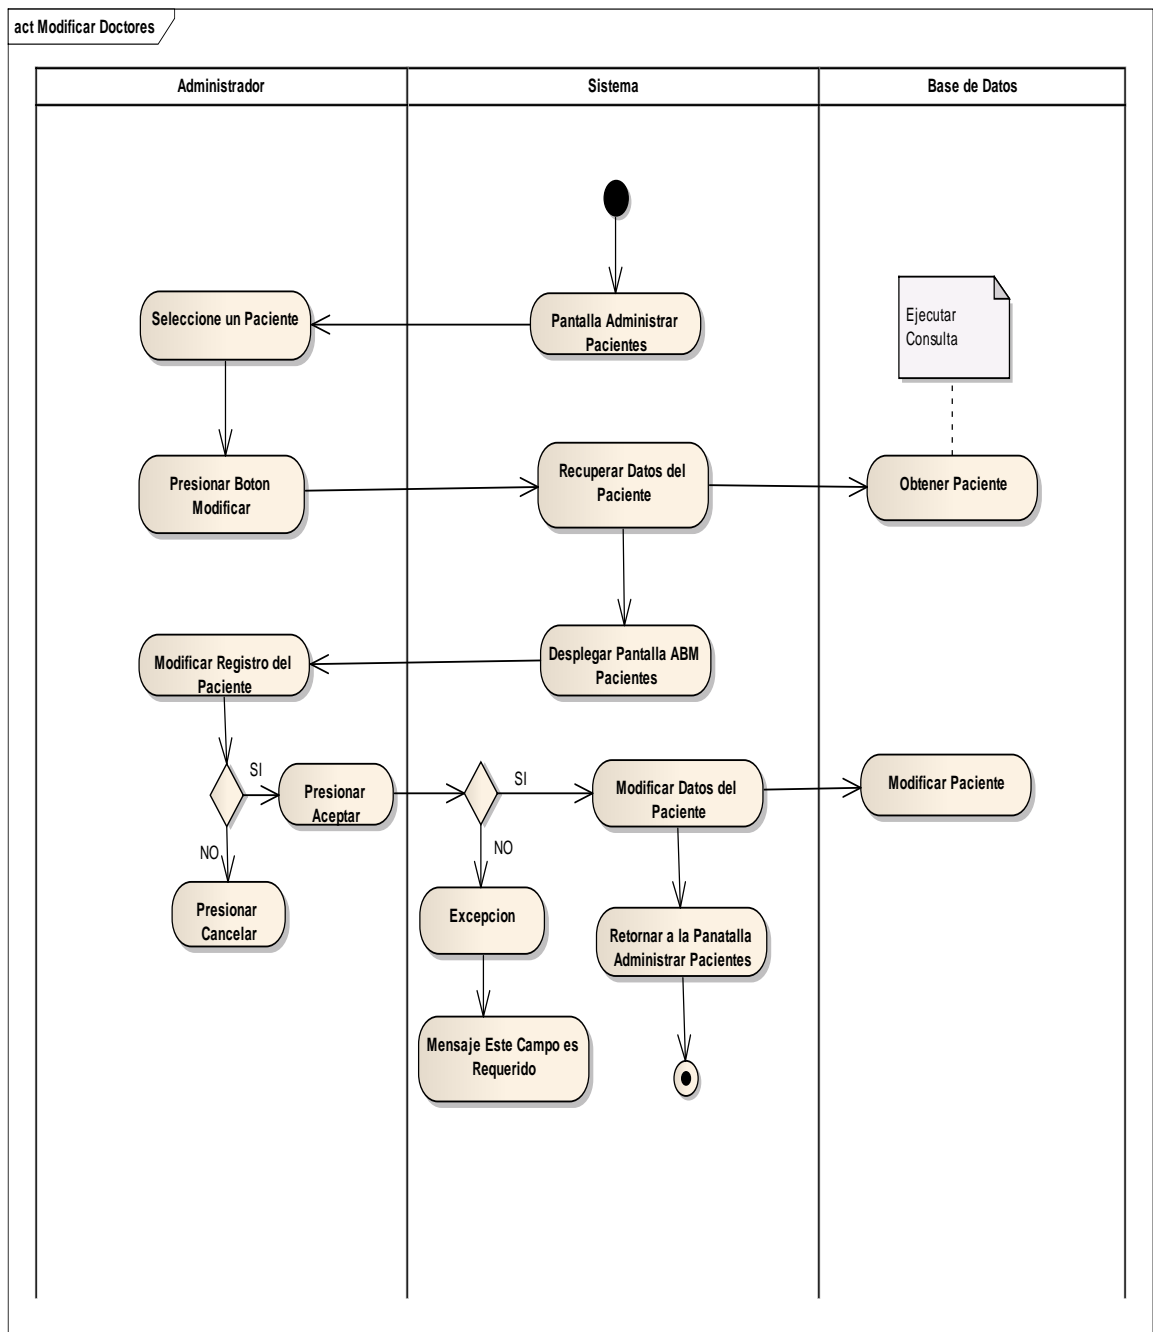 act Modificar Doctores
Administrador
Sistema
Base de Datos
Seleccione un Paciente
Pantalla Administrar
Pacientes
Ejecutar
Consulta
Presionar Boton
Modificar
Recuperar Datos del
Paciente
Obtener Paciente
Modificar Registro del
Paciente
Desplegar Pantalla ABM
Pacientes
SI
Presionar
Aceptar
SI
Modificar Datos del
Paciente
Modificar Paciente
NO
Presionar
Cancelar
NO
Excepcion
Retornar a la Panatalla
Administrar Pacientes
Mensaje Este Campo es
Requerido